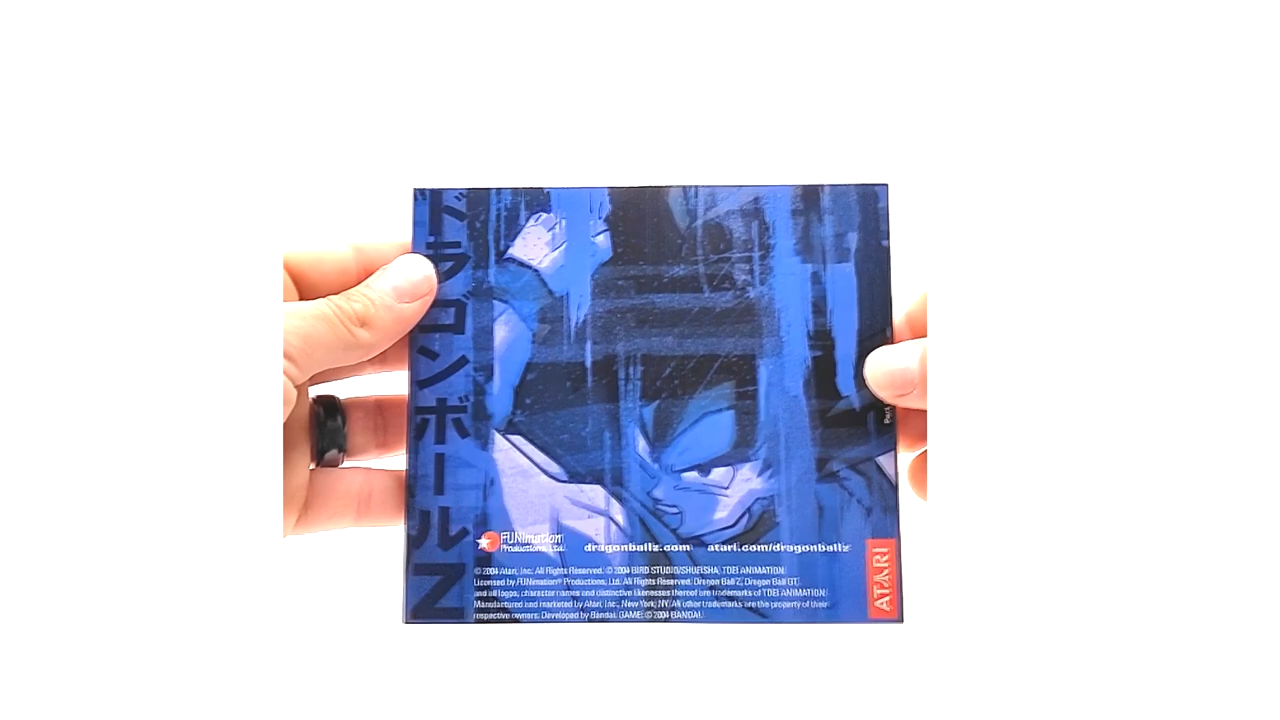 ドラゴンボールZ
FUNimation
Productions, Ltd.
dragonballz.com
atari.com/dragonballz
© 2004 Atari, Inc. All Rights Reserved. © 2004 BIRD STUDIO/SHUEISHA, TOEI ANIMATION.
Licensed by FUNimation® Productions, Ltd. All Rights Reserved. Dragon Ball Z, Dragon Ball GT,
and all logos, character names and distinctive likenesses thereof are trademarks of TOEI ANIMATION.
Manufactured and marketed by Atari, Inc., New York, NY. All other trademarks are the property of their
respective owners. Developed by Bandai. GAME: © 2004 BANDAI.
ATARI
Part